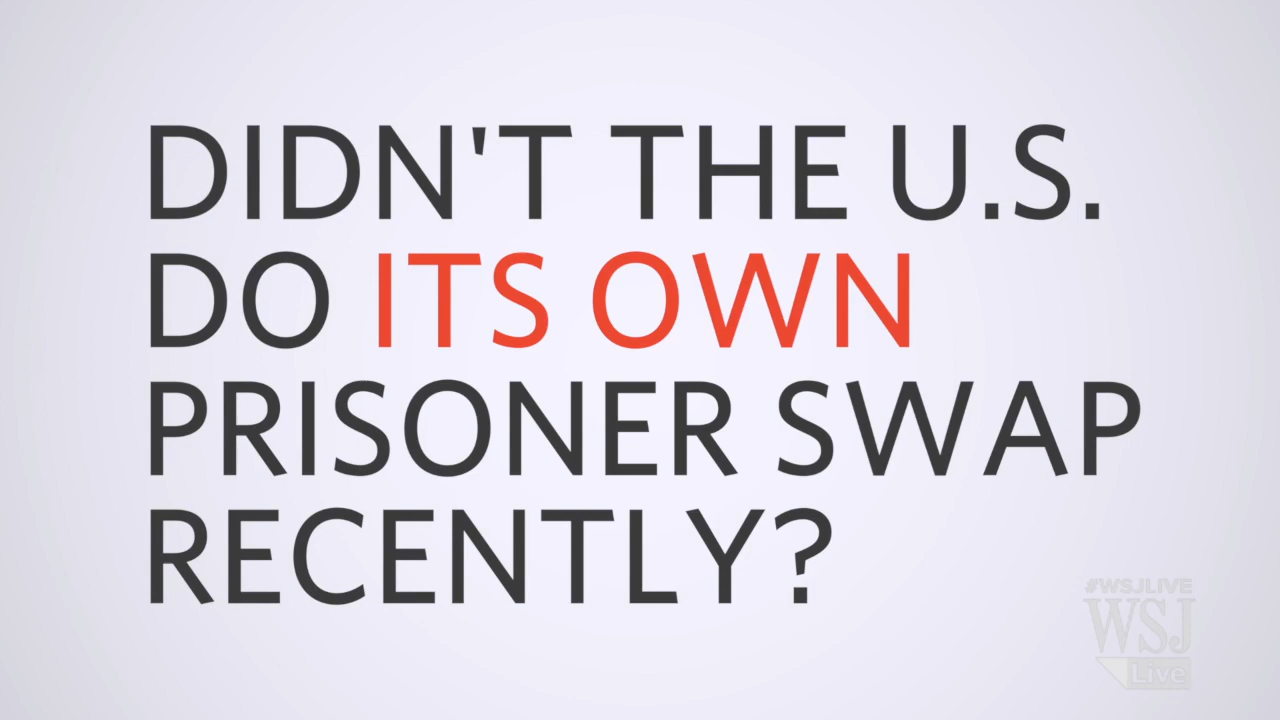 DIDN'T THE U.S.
DO ITS OWN
PRISONER SWAP
RECENTLY?
#WSJLIVE
WSJ
Live